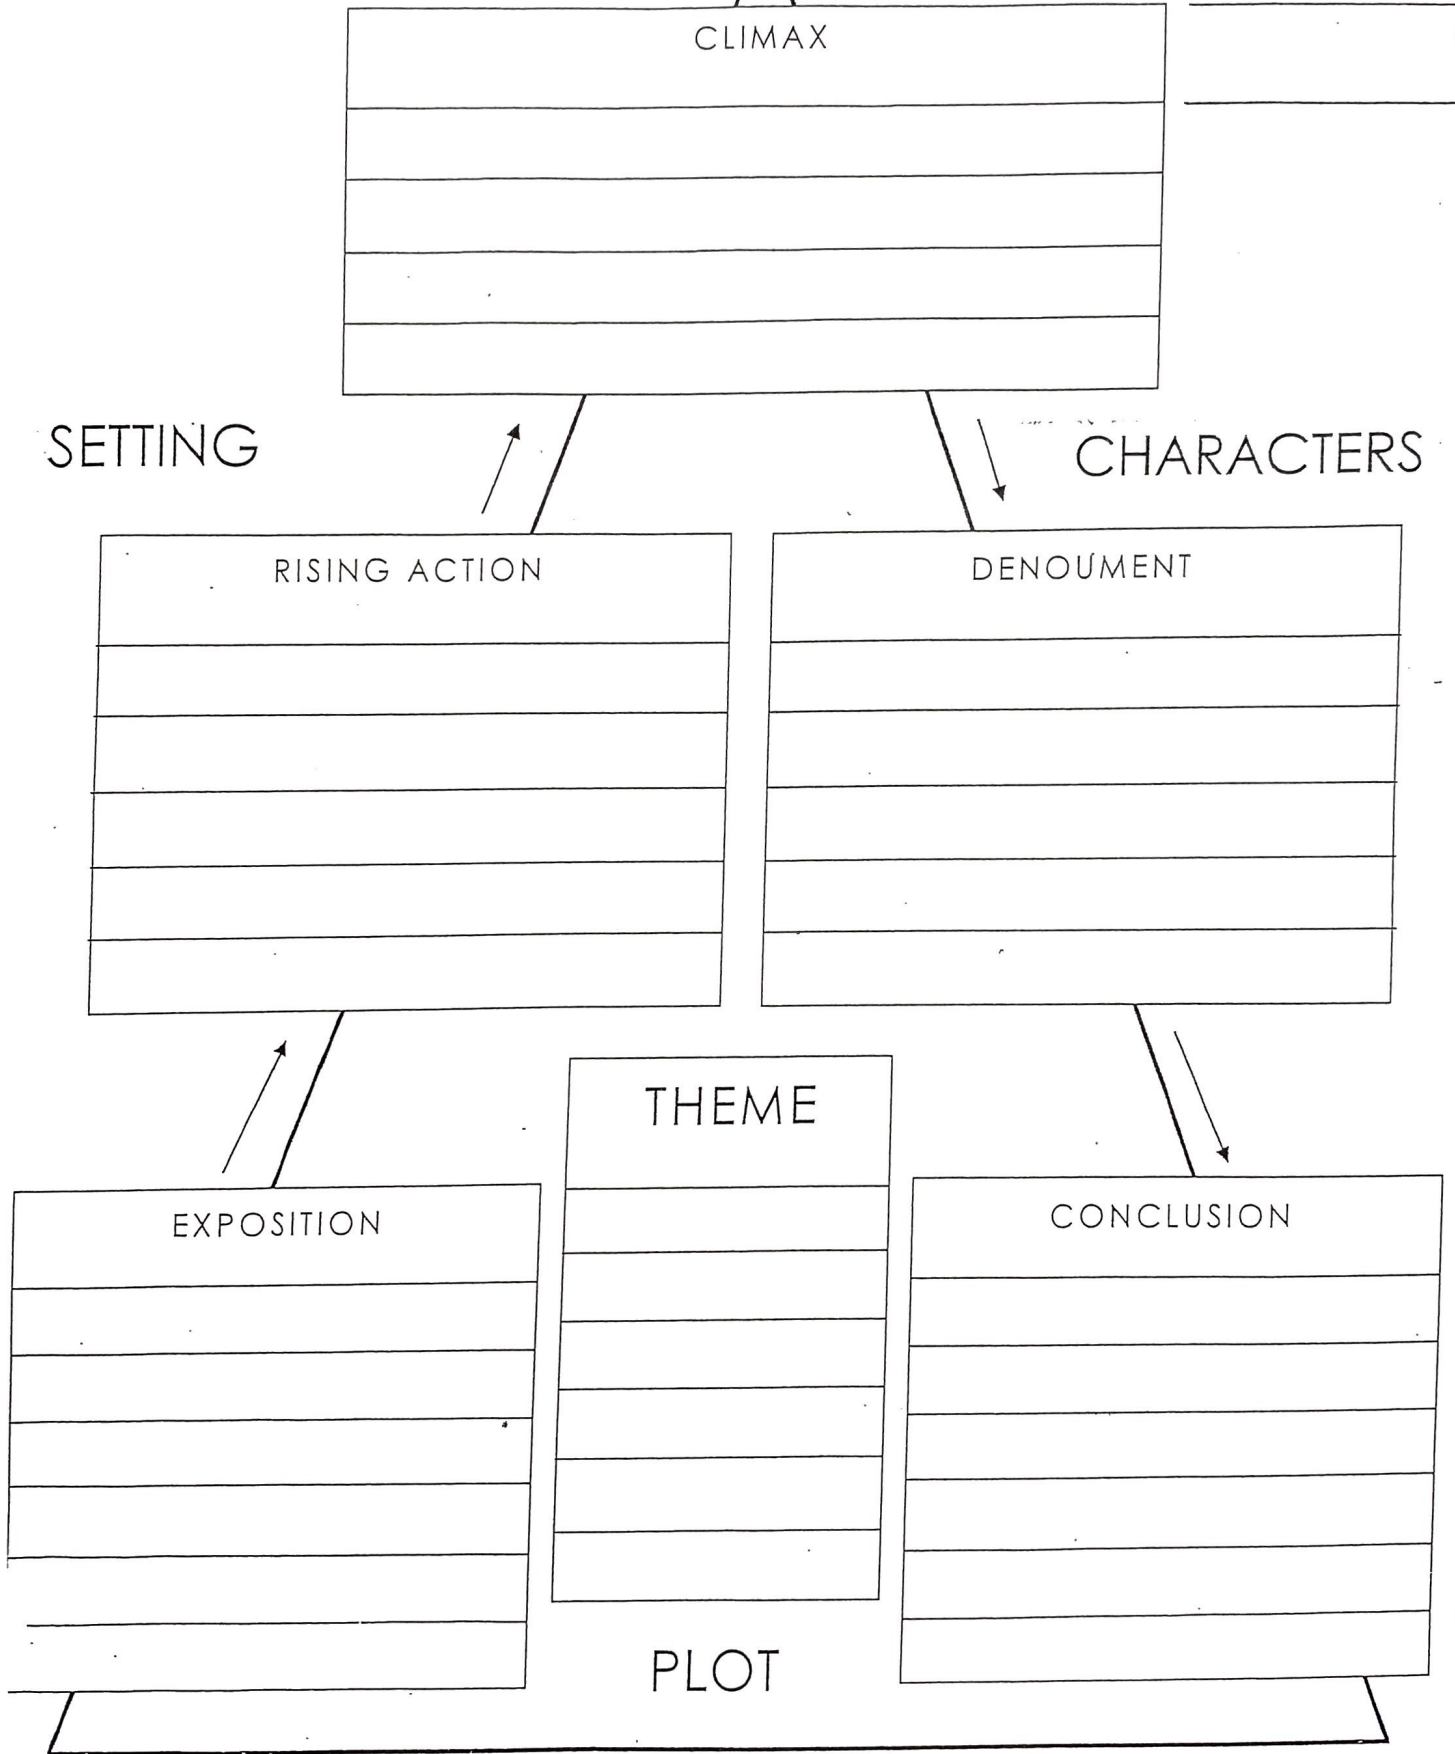 CLIMAX
SETTING
CHARACTERS
RISING ACTION
DENOUMENT
THEME
EXPOSITION
CONCLUSION
PLOT